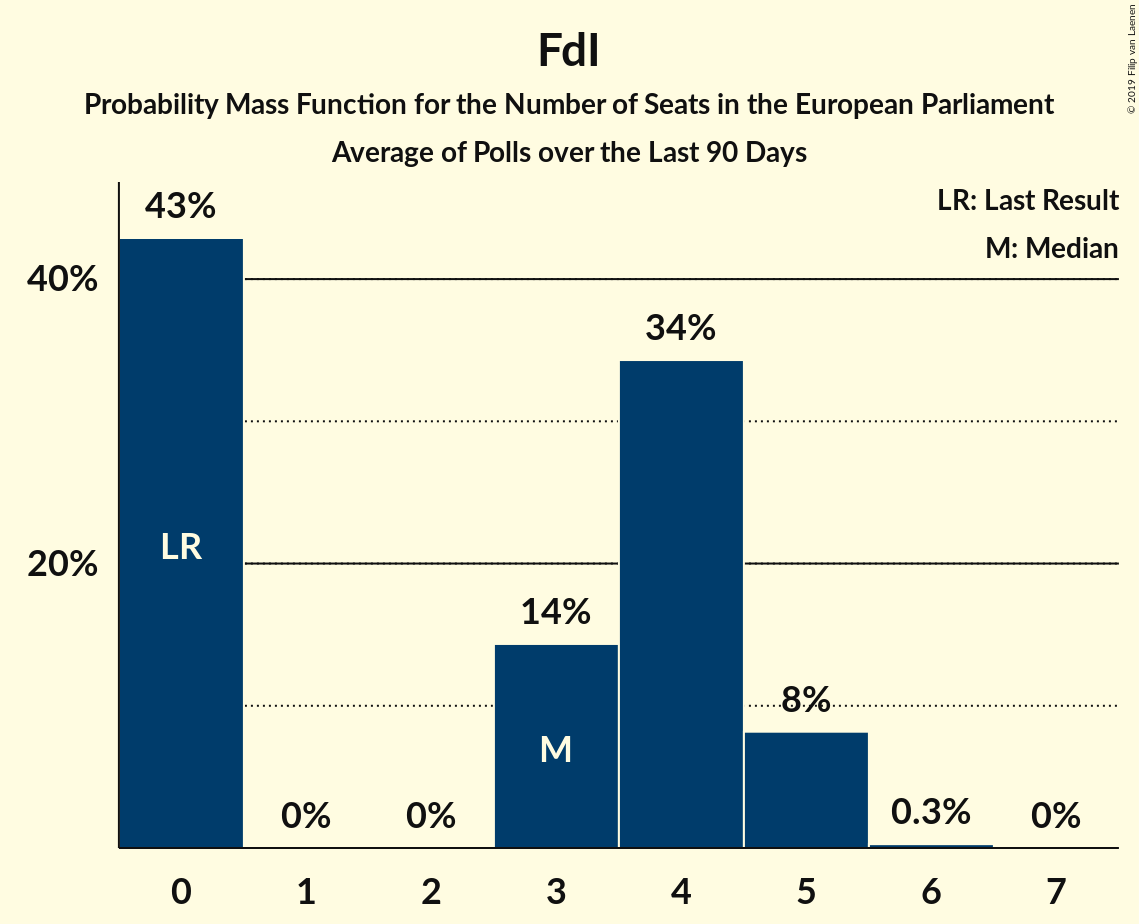 FdI
Probability Mass Function for the Number of Seats in the European Parliament
Average of Polls over the Last 90 Days
© 2019 Filip van Laenen
LR: Last Result
M: Median
43%
40%
34%
LR
20%
14%
M
8%
0%
0%
0.3%
0%
0 1 2 3 4 5 6 7